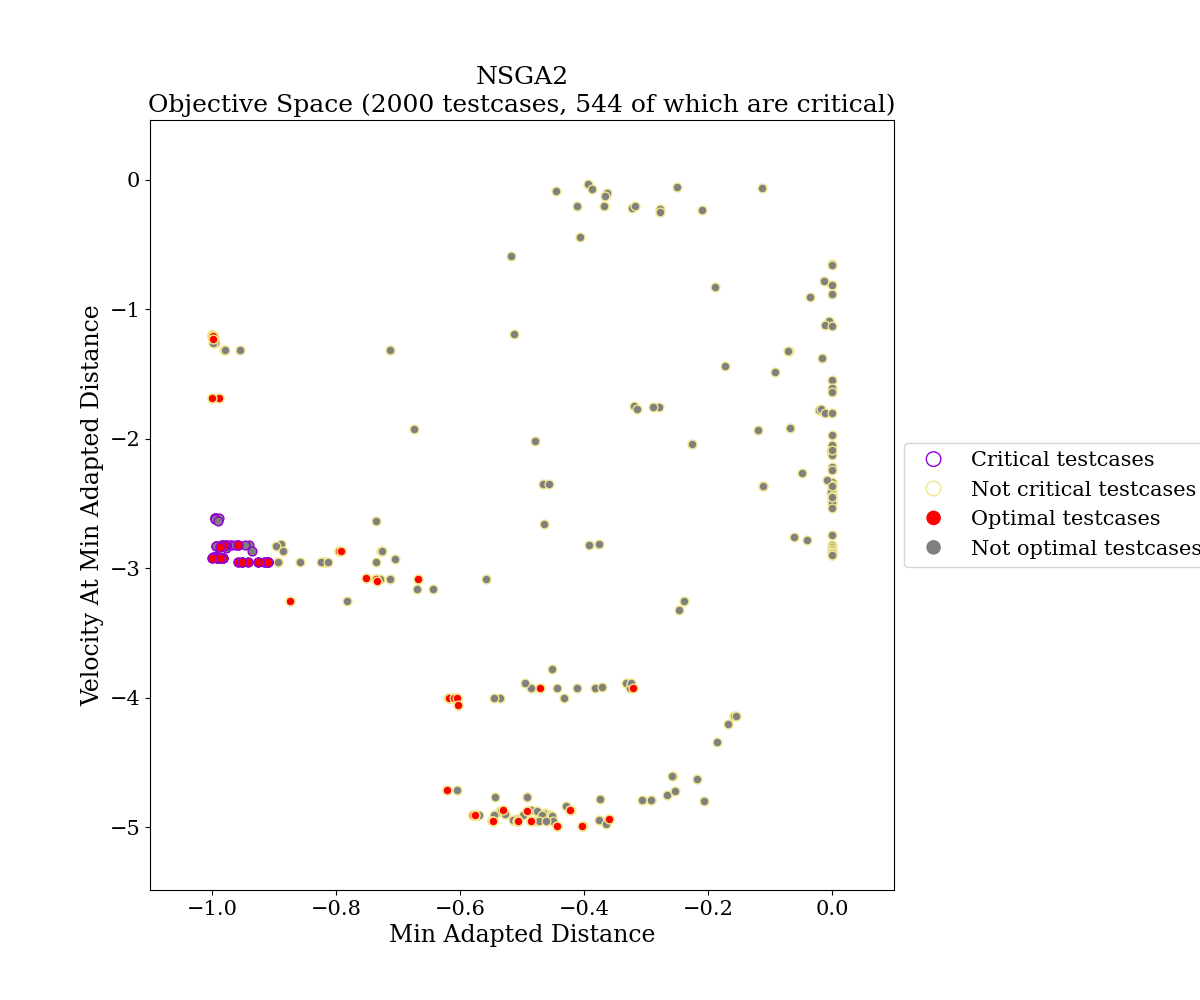 NSGA2
Objective Space (2000 testcases, 544 of which are critical)
0
−1
−2
−3
−4
−5
Velocity At Min Adapted Distance
−1.0 −0.8 −0.6 −0.4 −0.2 0.0
Min Adapted Distance
Critical testcases
Not critical testcases
Optimal testcases
Not optimal testcases